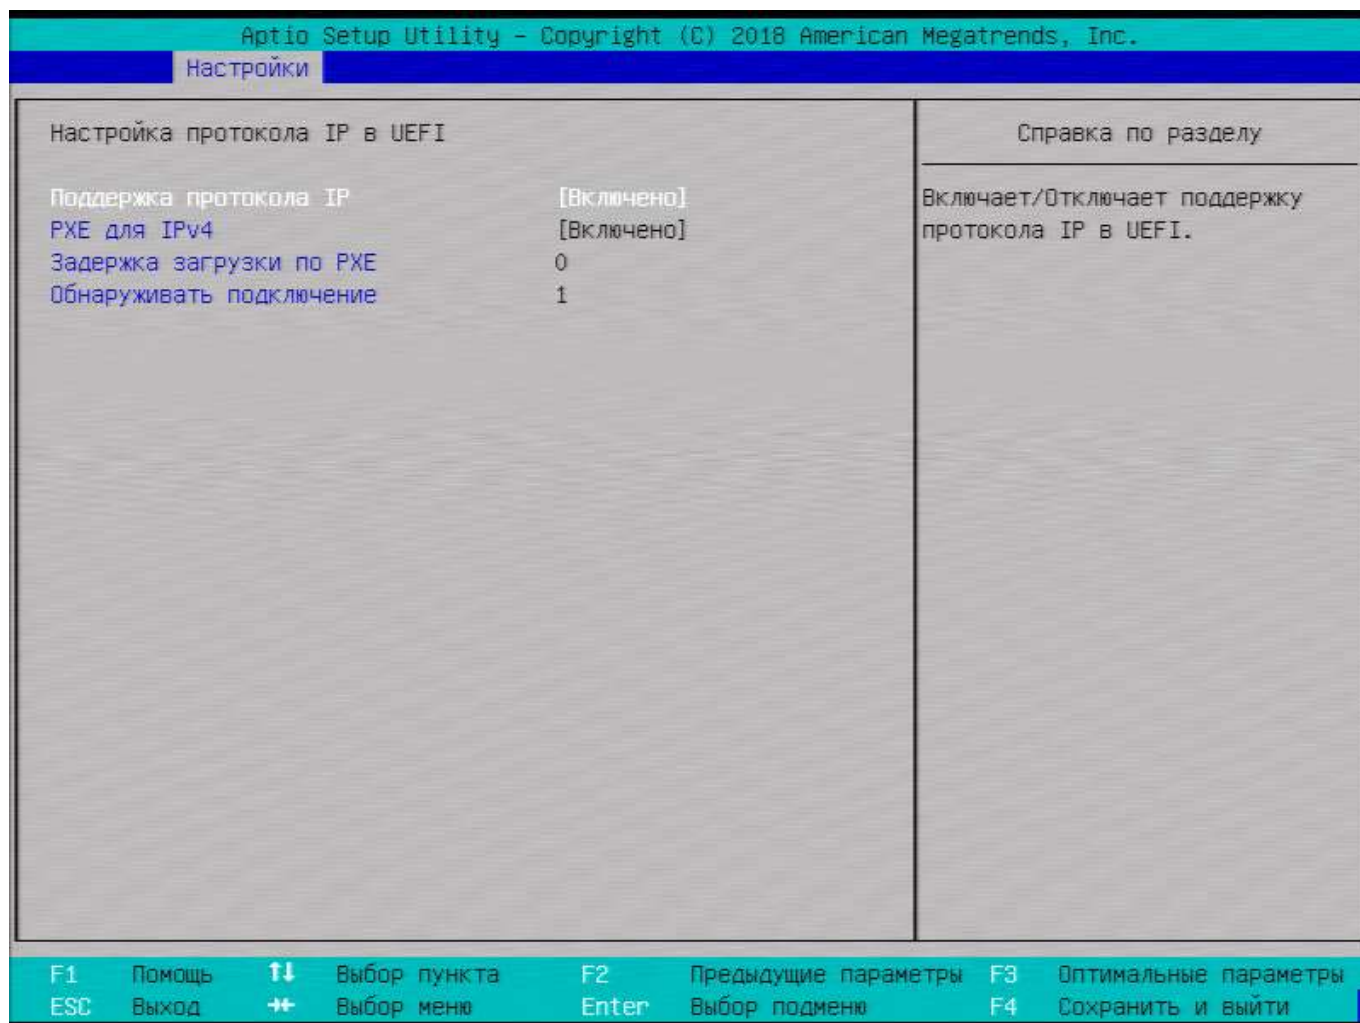 Aptio Setup Utility – Copyright (C) 2018 American Megatrends, Inc.
Настройки
Настройка протокола IP в UEFI
Поддержка протокола IP [Включено]
PXE для IPv4 [Включено]
Задержка загрузки по PXE 0
Обнаруживать подключение 1
Справка по разделу
Включает/Отключает поддержку
протокола IP в UEFI.
F1 Помощь ↑↓ Выбор пункта F2 Предыдущие параметры F3 Оптимальные параметры
ESC Выход →← Выбор меню Enter Выбор подменю F4 Сохранить и выйти